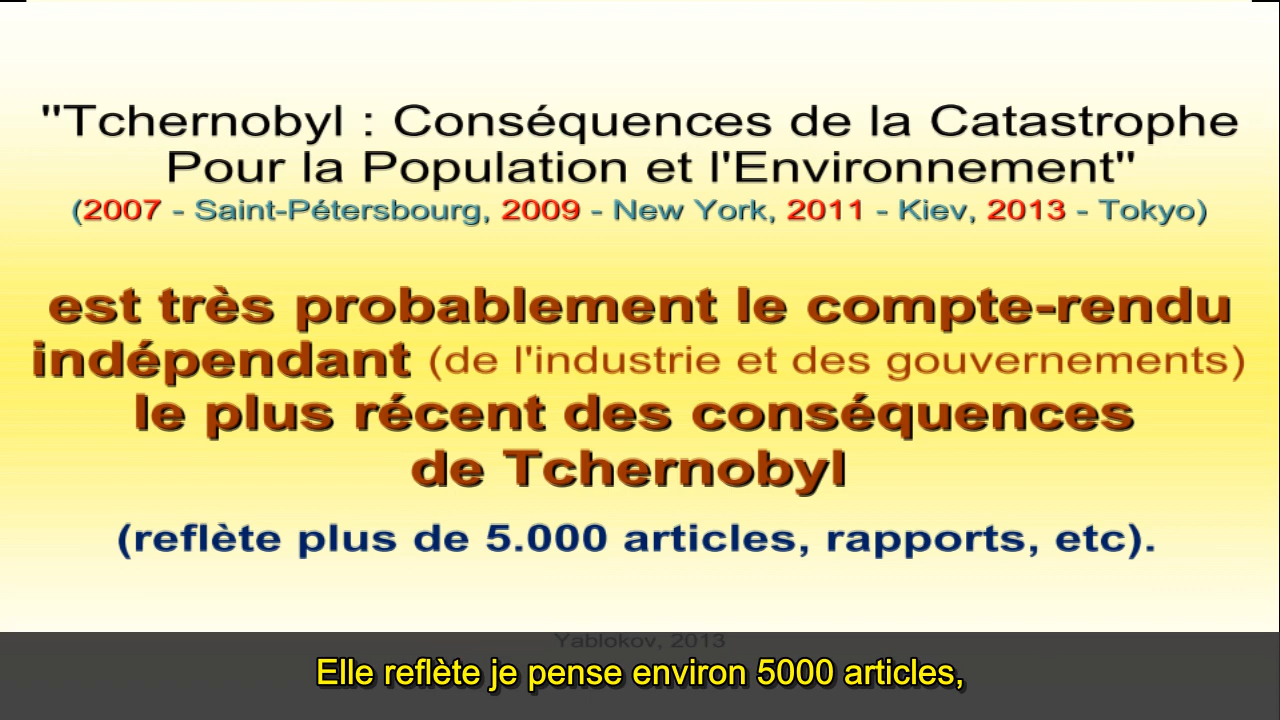 "Tchernobyl : Conséquences de la Catastrophe
Pour la Population et l'Environnement"
(2007 - Saint-Pétersbourg, 2009 - New York, 2011 - Kiev, 2013 - Tokyo)
est très probablement le compte-rendu
indépendant (de l'industrie et des gouvernements)
le plus récent des conséquences
de Tchernobyl
(reflète plus de 5.000 articles, rapports, etc).
Yablokov, 2013
Elle reflète je pense environ 5000 articles,